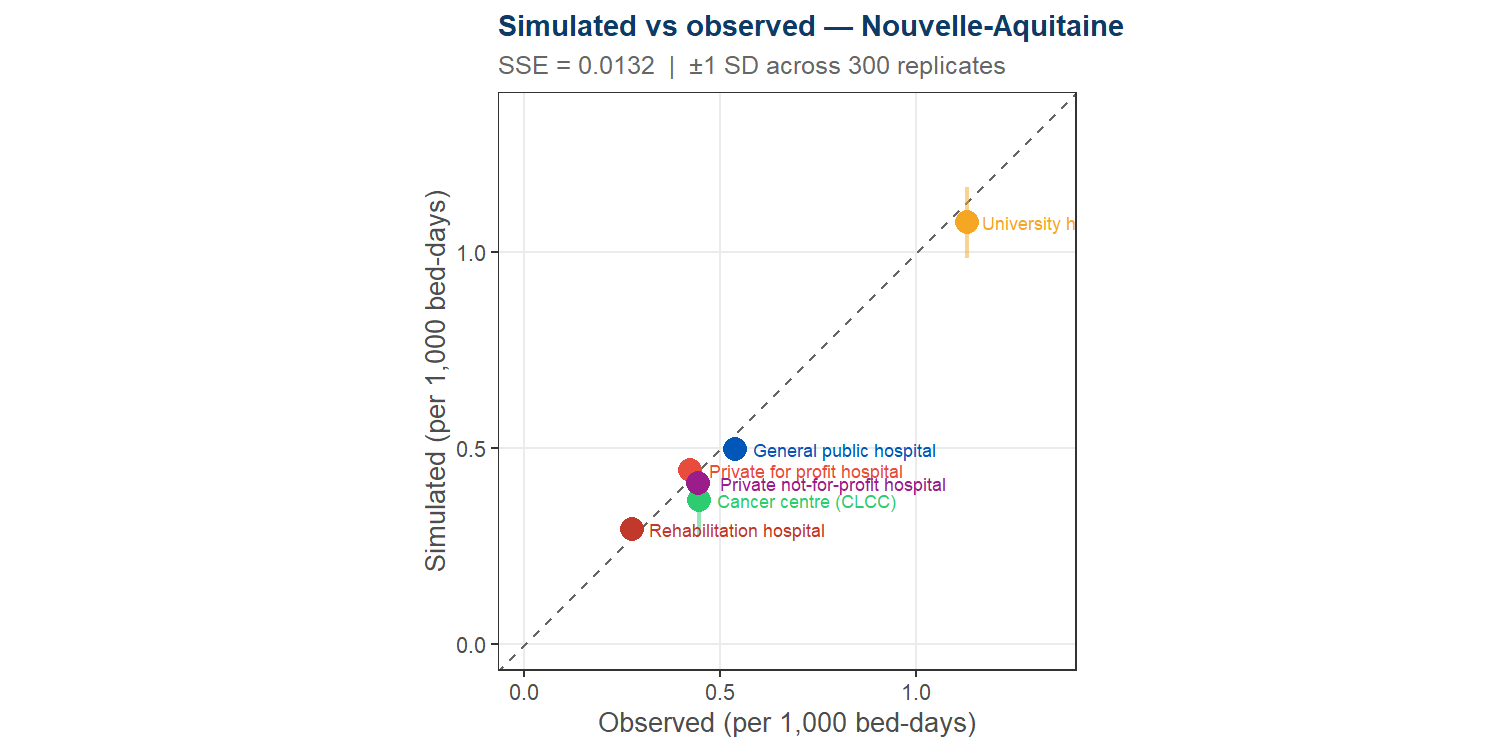 Simulated vs observed — Nouvelle-Aquitaine
SSE = 0.0132 | ±1 SD across 300 replicates
Simulated (per 1,000 bed-days)
1.0
0.5
0.0
University h
General public hospital
Private for profit hospital
Private not-for-profit hospital
Cancer centre (CLCC)
Rehabilitation hospital
0.0 0.5 1.0
Observed (per 1,000 bed-days)